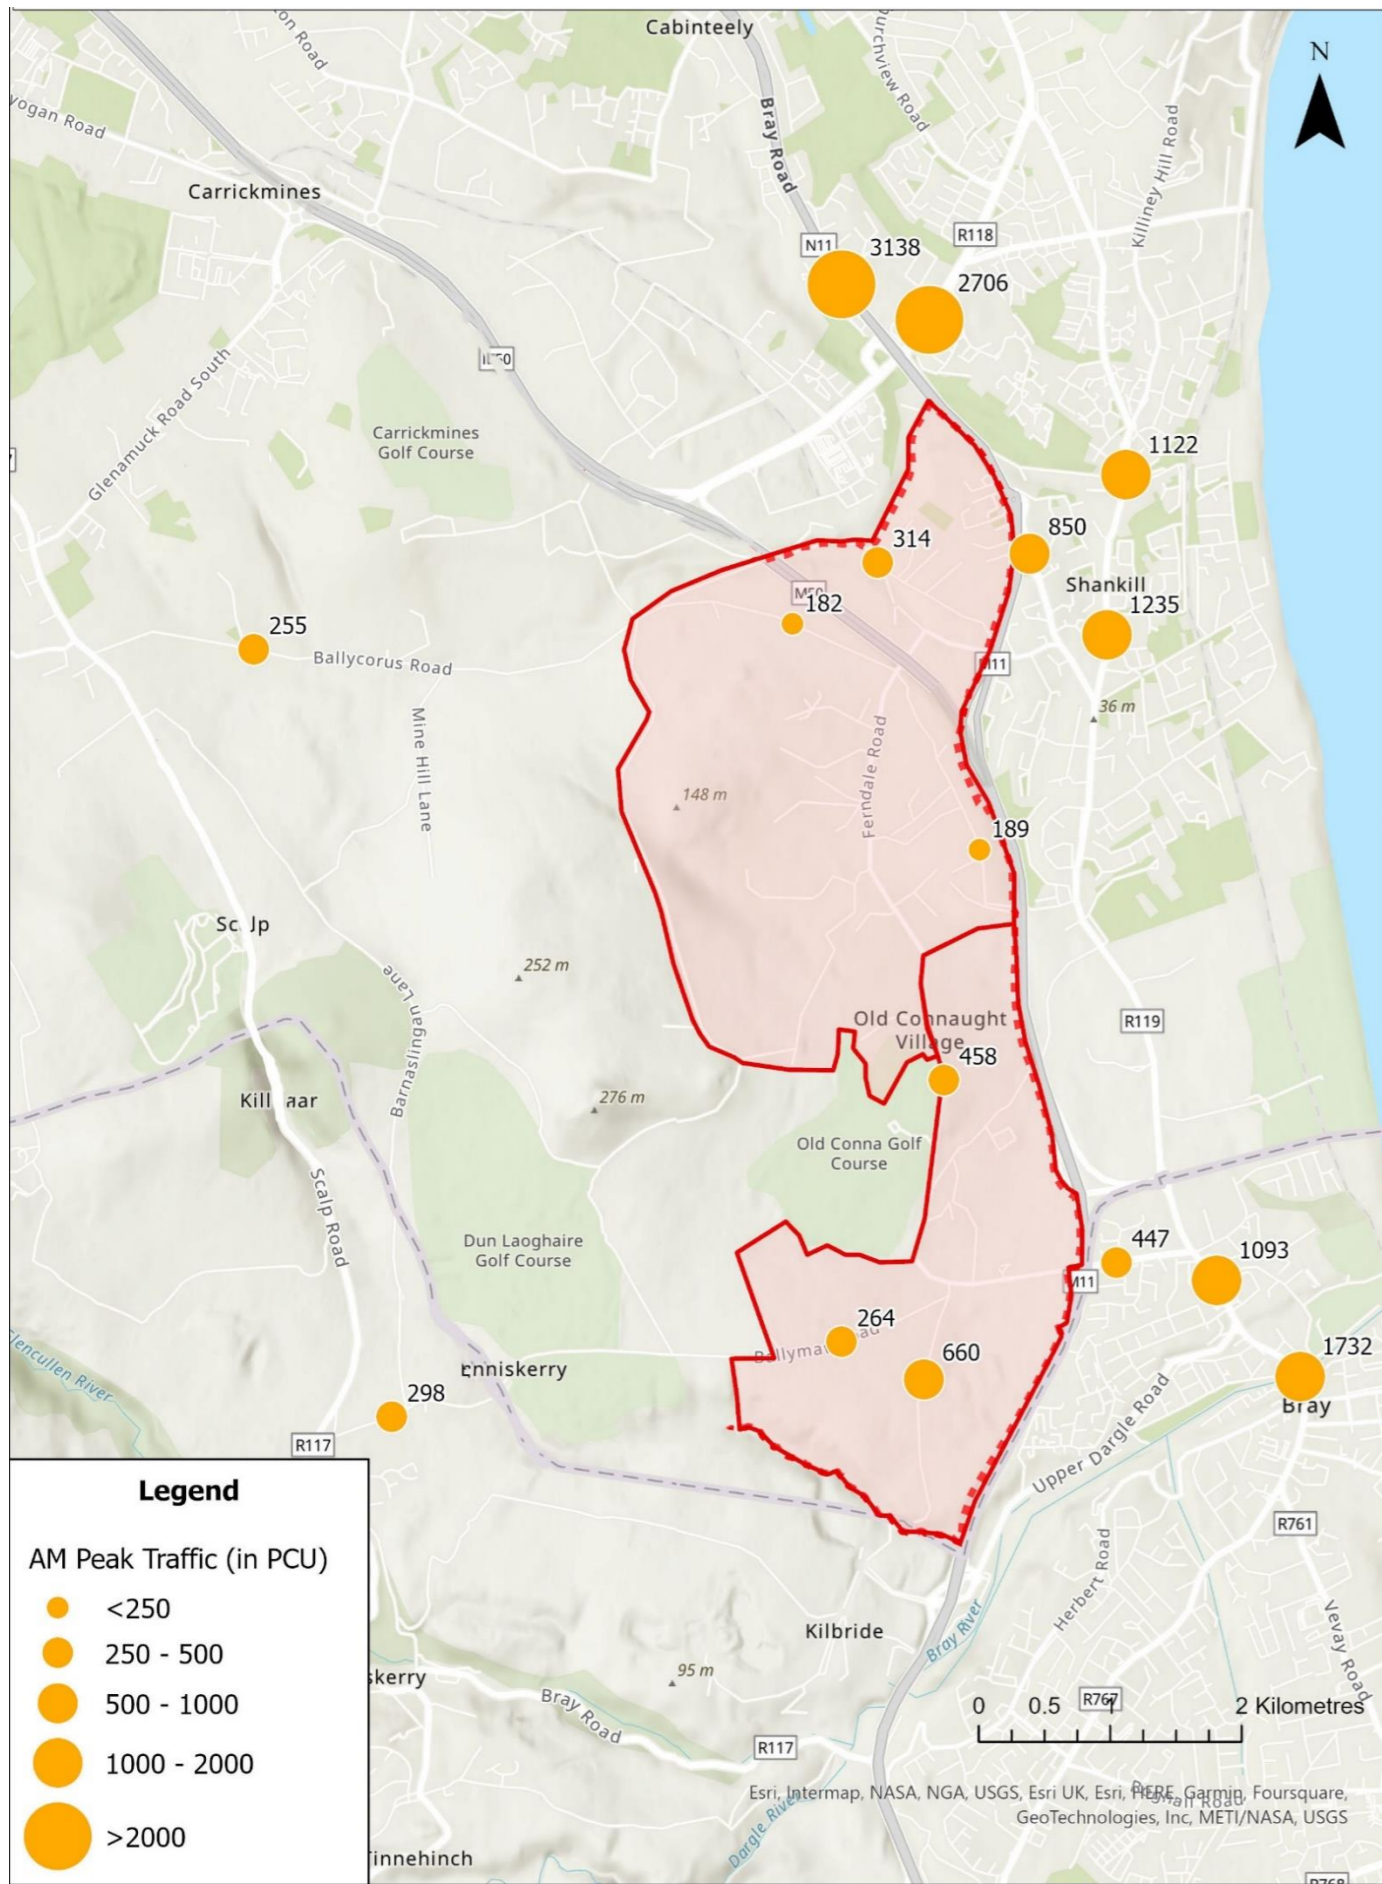 Cabinteely
N
Bray Road
Killiney Hill Road
Carrickmines
R118
N11
3138
2706
Glenamuck Road South
Carrickmines
Golf Course
1122
850
314
Shankill
182
1235
255
Ballycorus Road
M11
36 m
Mine Hill Lane
Ferndale Road
148 m
189
252 m
Barnaslingan Lane
Old Connaught
Village
R119
458
276 m
Old Conna Golf
Course
Scalp Road
Dun Laoghaire
Golf Course
447
1093
M11
264
660
1732
Bray
Enniskerry
298
R117
Glencullen River
Upper Dargle Road
R761
Herbert Road
Vevay Road
Kilbride
Bray River
95 m
Bray Road
R117
R767
Dargle River
Legend
AM Peak Traffic (in PCU)
<250
250 - 500
500 - 1000
1000 - 2000
>2000
0 0.5 1 2 Kilometres
Esri, Intermap, NASA, NGA, USGS, Esri UK, Esri, HERE, Garmin, Foursquare,
GeoTechnologies, Inc, METI/NASA, USGS